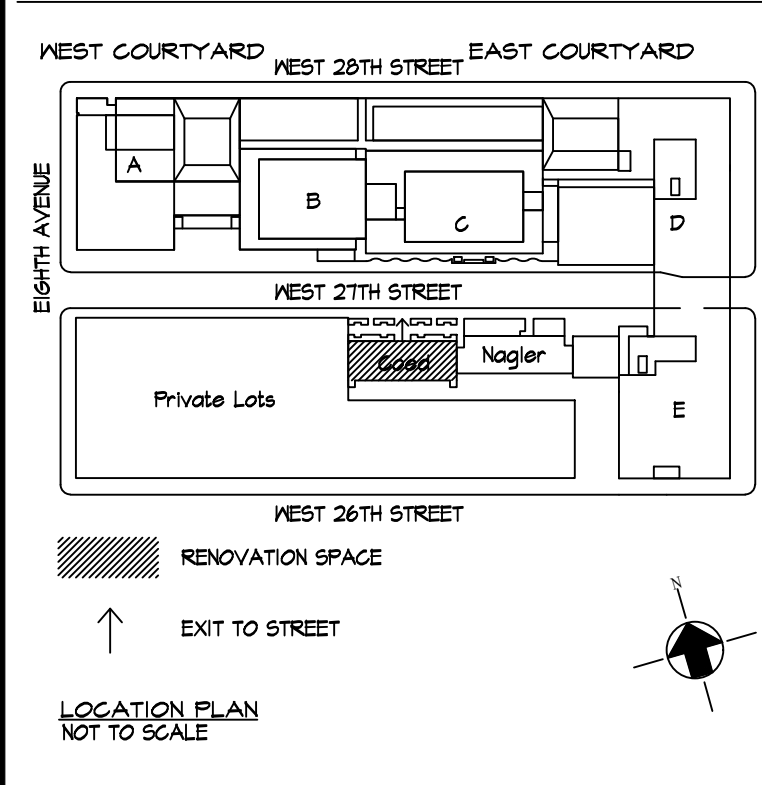 WEST COURTYARD
WEST 28TH STREET
EAST COURTYARD
EIGHTH AVENUE
A
B
C
D
WEST 27TH STREET
Coed
Nagler
Private Lots
E
WEST 26TH STREET
RENOVATION SPACE
N
EXIT TO STREET
LOCATION PLAN
NOT TO SCALE